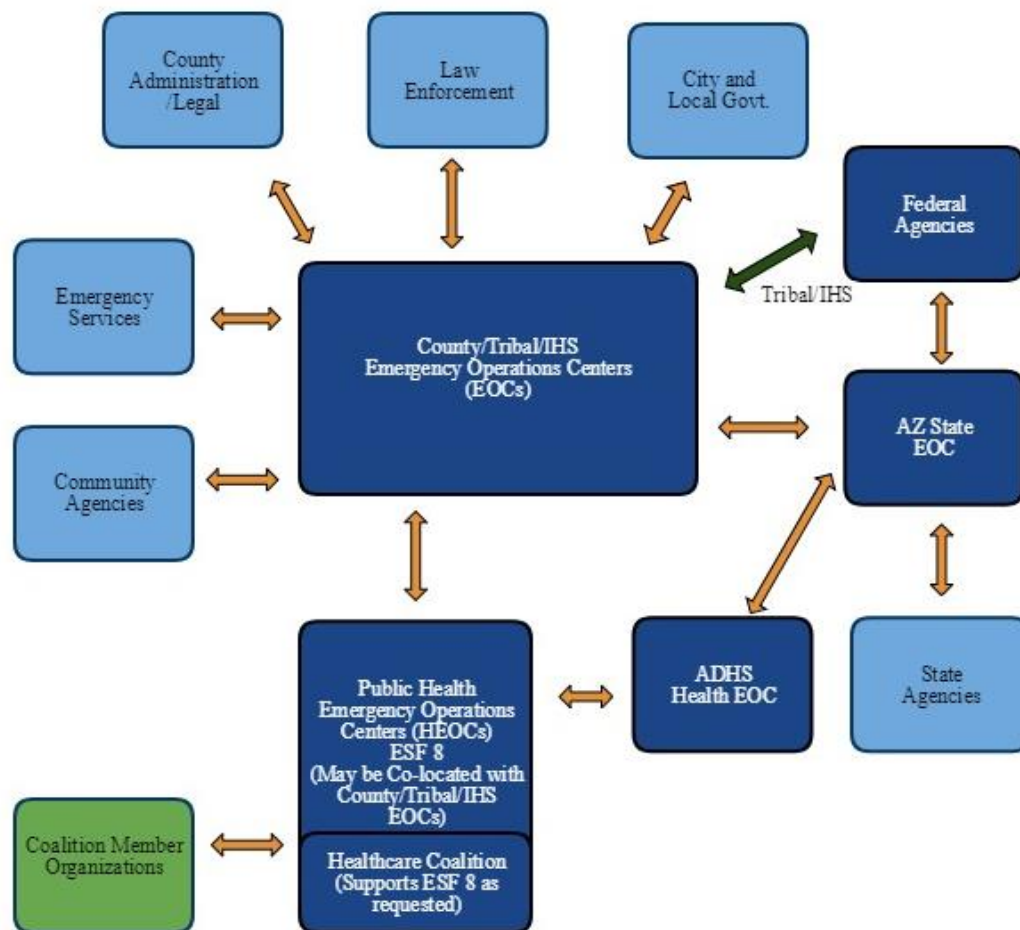 County
Administration
/Legal
Law
Enforcement
City and
Local Govt.
Federal
Agencies
Tribal/IHS
Emergency
Services
County/Tribal/IHS
Emergency Operations Centers
(EOCs)
AZ State
EOC
Community
Agencies
Public Health
Emergency Operations
Centers (HEOCs)
ESF 8
(May be Co-located with
County/Tribal/IHS
EOCs)
ADHS
Health EOC
State
Agencies
Coalition Member
Organizations
Healthcare Coalition
(Supports ESF 8 as
requested)